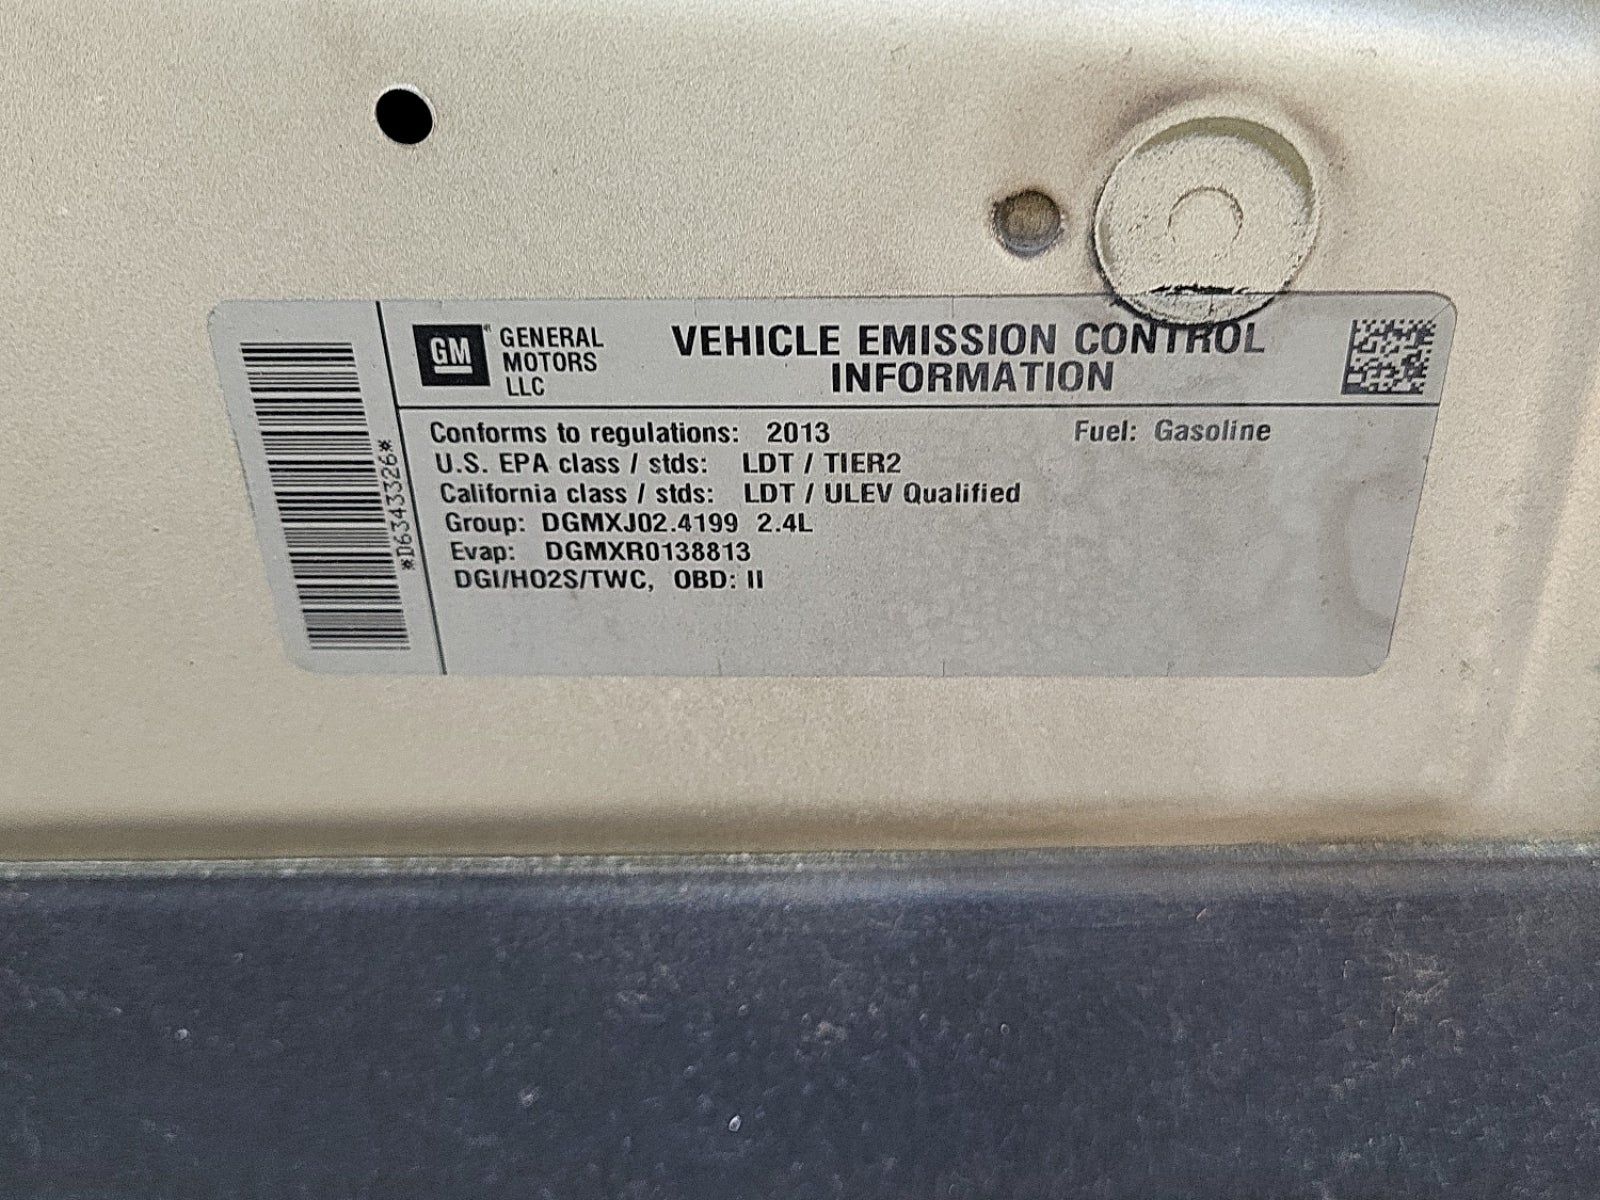 GM
GENERAL
MOTORS
LLC
VEHICLE EMISSION CONTROL
INFORMATION
Conforms to regulations: 2013
Fuel: Gasoline
U.S. EPA class / stds: LDT / TIER2
California class / stds: LDT / ULEV Qualified
Group: DGMXJ02.4199 2.4L
Evap: DGMXR0138813
DGI/HO2S/TWC, OBD: II
*D6343326*